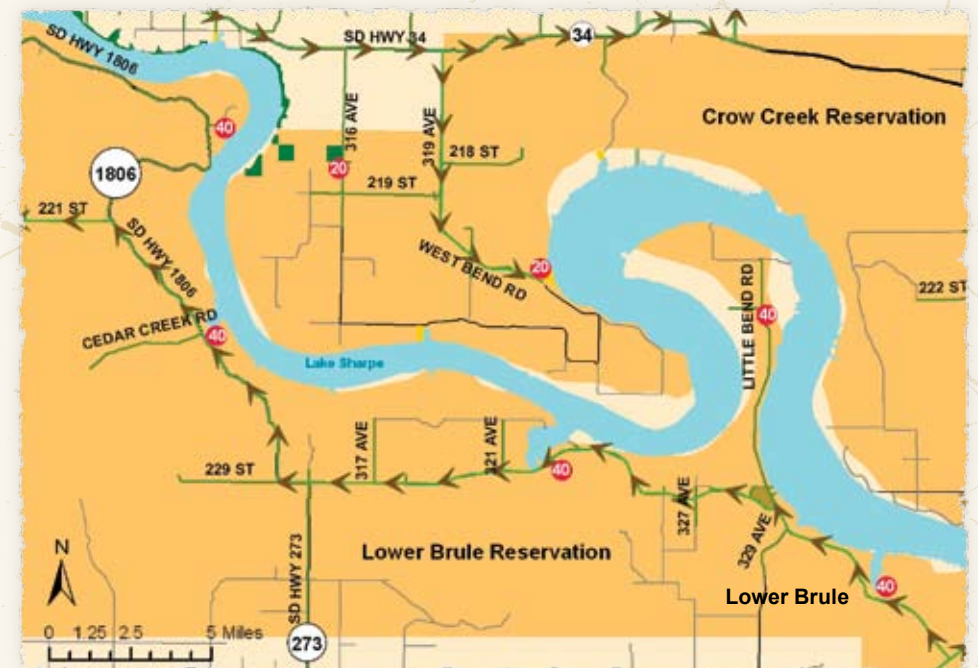 SD HWY 1806
SD HWY 34
34
Crow Creek Reservation
40
316 AVE
319 AVE
218 ST
20
219 ST
1806
221 ST
SD HWY 1806
WEST BEND RD
20
222 ST
LITTLE BEND RD
40
CEDAR CREEK RD
40
Lake Sharpe
317 AVE
321 AVE
229 ST
40
327 AVE
329 AVE
SD HWY 273
Lower Brule Reservation
Lower Brule
40
N
0 1.25 2.5 5 Miles
273